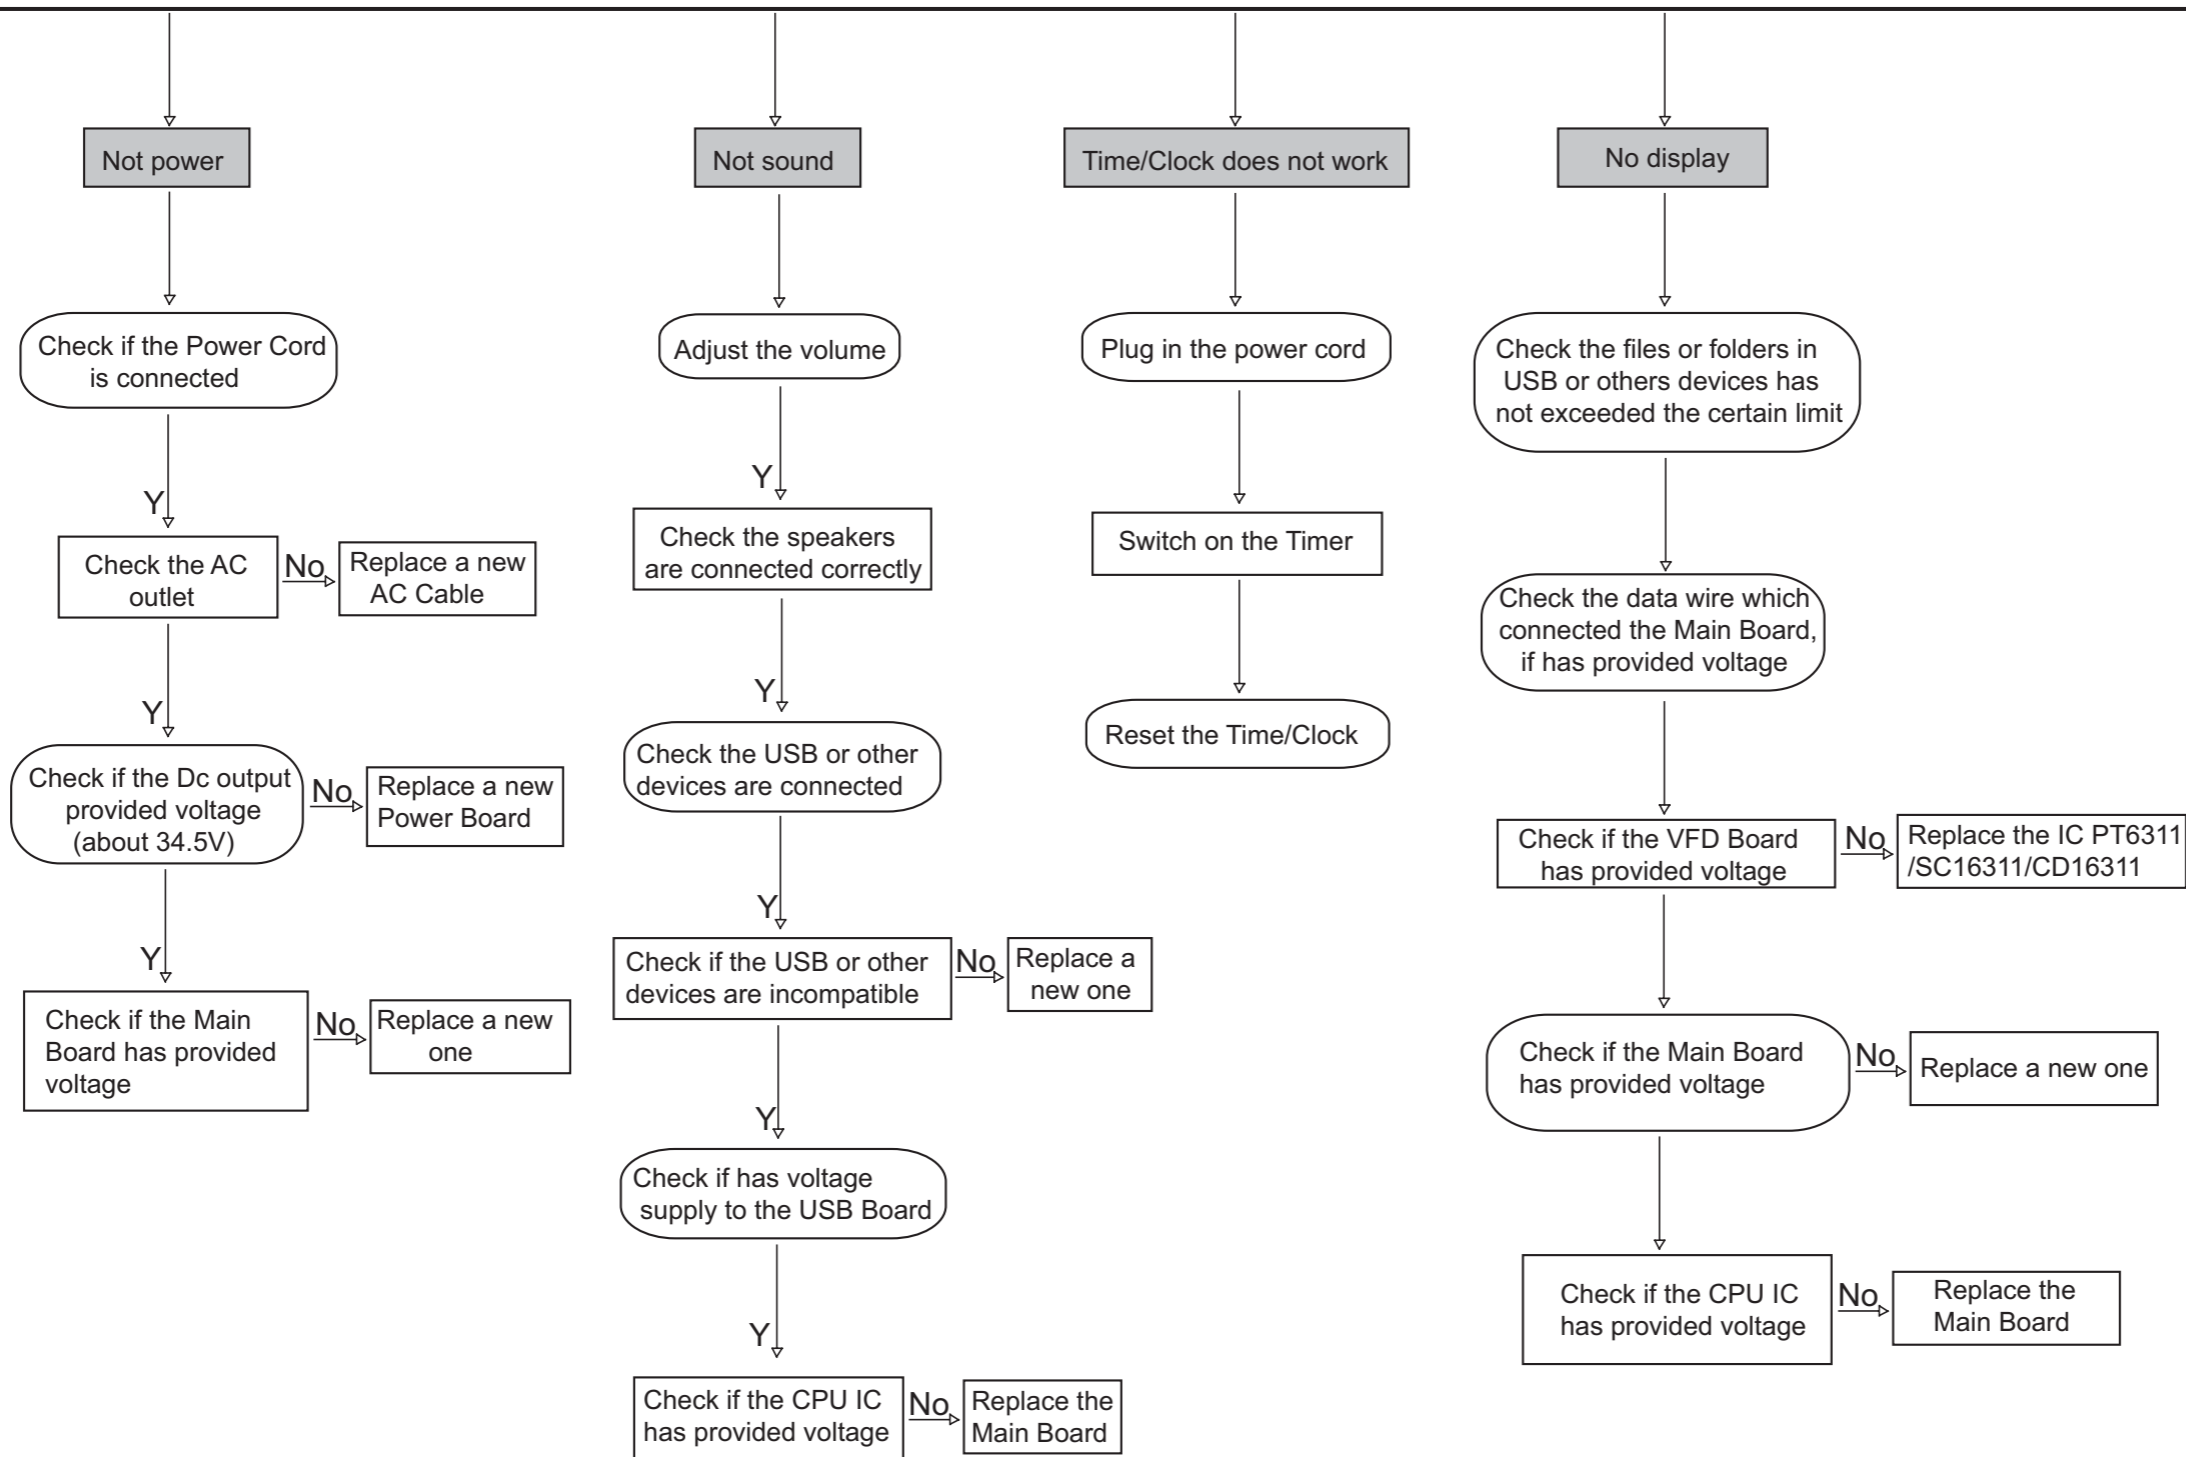 Not power
Check if the Power Cord
is connected
Y
Check the AC
outlet
No
Replace a new
AC Cable
Y
Check if the Dc output
provided voltage
(about 34.5V)
No
Replace a new
Power Board
Y
Check if the Main
Board has provided
voltage
No
Replace a new
one
Not sound
Adjust the volume
Y
Check the speakers
are connected correctly
Y
Check the USB or other
devices are connected
Y
Check if the USB or other
devices are incompatible
No
Replace a
new one
Y
Check if has voltage
supply to the USB Board
Y
Check if the CPU IC
has provided voltage
No
Replace the
Main Board
Time/Clock does not work
Plug in the power cord
Switch on the Timer
Reset the Time/Clock
No display
Check the files or folders in
USB or others devices has
not exceeded the certain limit
Check the data wire which
connected the Main Board,
if has provided voltage
Check if the VFD Board
has provided voltage
No
Replace the IC PT6311
/SC16311/CD16311
Check if the Main Board
has provided voltage
No
Replace a new one
Check if the CPU IC
has provided voltage
No
Replace the
Main Board